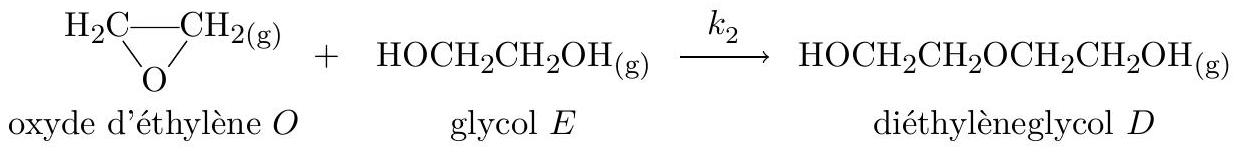 H₂C—CH₂(g)
O
+ HOCH₂CH₂OH(g) k₂ ⟶ HOCH₂CH₂OCH₂CH₂OH(g)
oxyde d'éthylène O glycol E diéthylèneglycol D